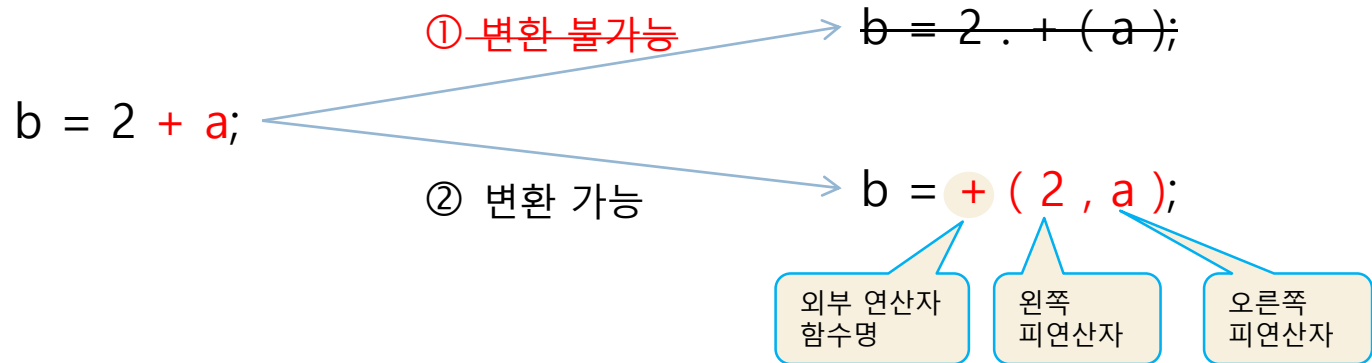 ① 변환 불가능
b = 2 . + ( a );
b = 2 + a;
② 변환 가능
b = + ( 2 , a );
외부 연산자
함수명
왼쪽
피연산자
오른쪽
피연산자